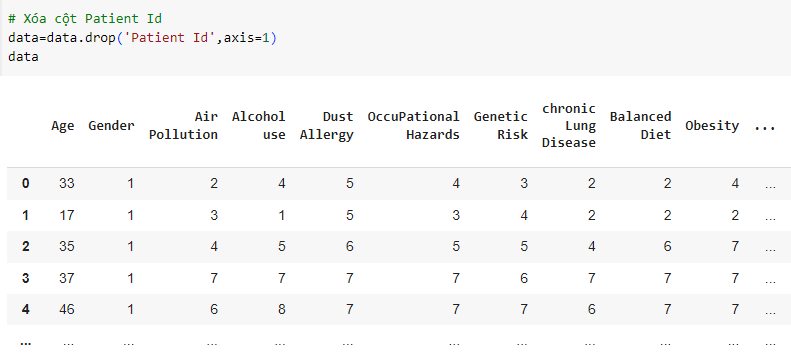 # Xóa cột Patient Id
data=data.drop('Patient Id',axis=1)
data
Age Gender Air Pollution Alcohol use Dust Allergy OccuPational Hazards Genetic Risk chronic Lung Disease Balanced Diet Obesity ...
0 33 1 2 4 5 4 3 2 2 4 ...
1 17 1 3 1 5 3 4 2 2 2 ...
2 35 1 4 5 6 5 5 4 6 7 ...
3 37 1 7 7 7 7 6 7 7 7 ...
4 46 1 6 8 7 7 7 6 7 7 ...
... ... ... ... ... ... ... ... ... ... ... ...